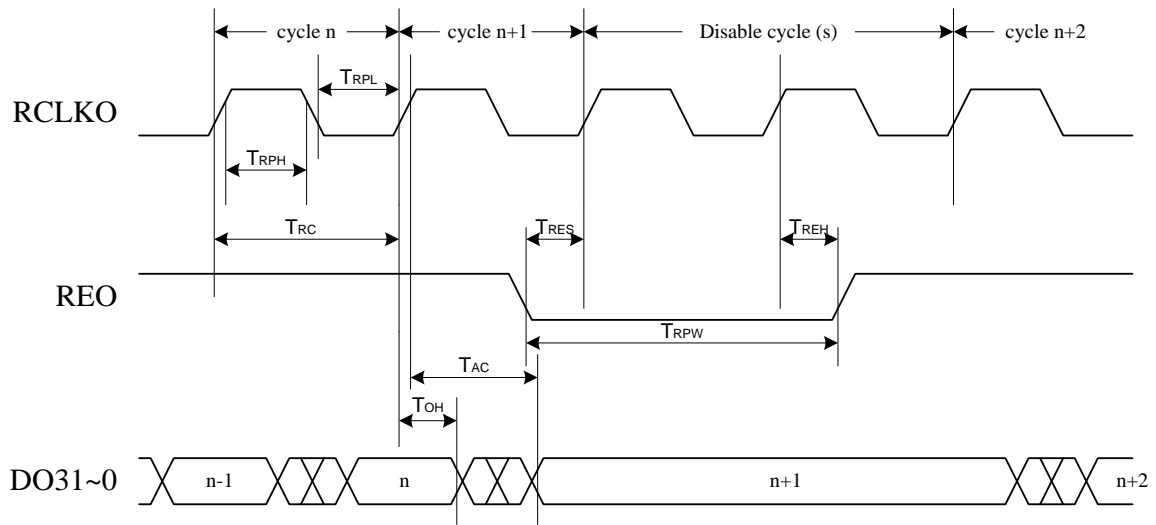 cycle n
cycle n+1
Disable cycle (s)
cycle n+2
TRPL
RCLKO
TRPH
TRC
TRES
TREH
REO
TRPW
TAC
TOH
DO31~0
n-1
n
n+1
n+2